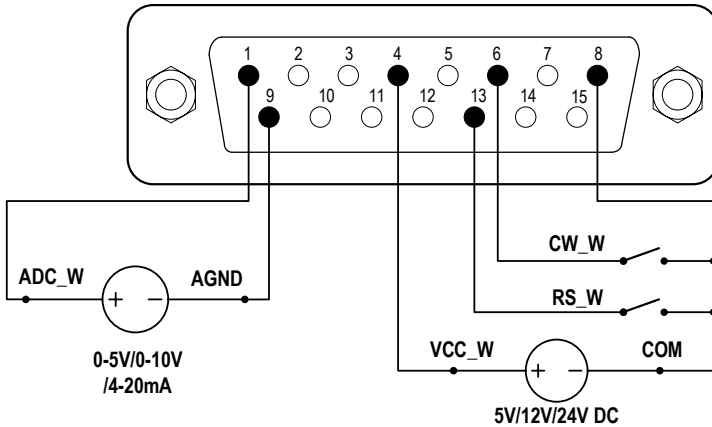 1 2 3 4 5 6 7 8
9 10 11 12 13 14 15
CW_W
ADC_W + − AGND
RS_W
0-5V/0-10V
/4-20mA
VCC_W + − COM
5V/12V/24V DC